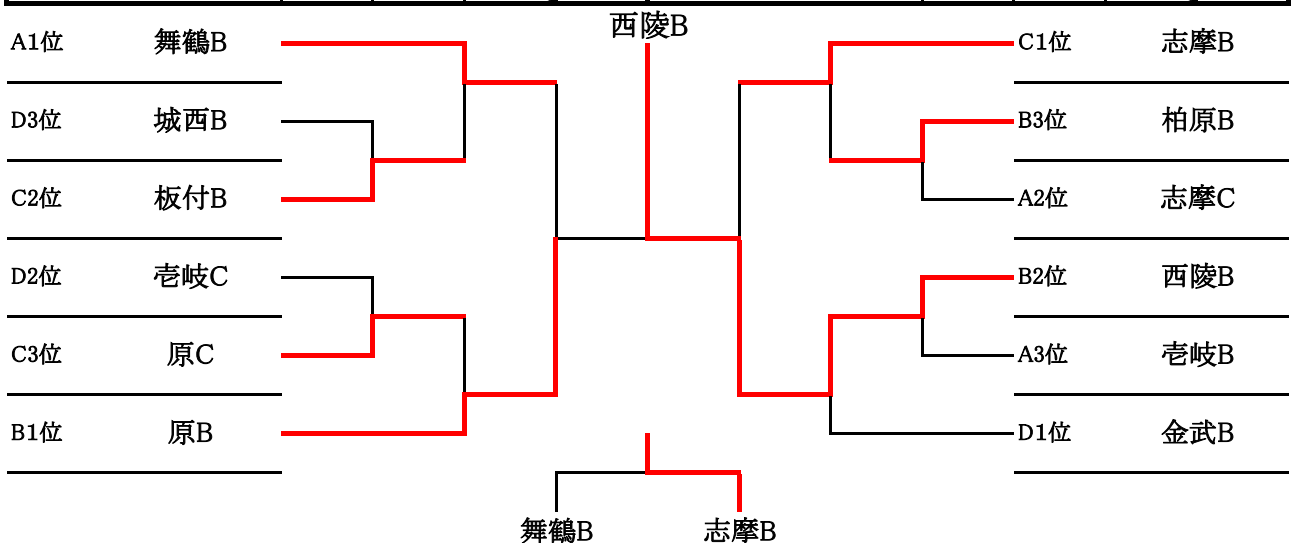 西陵B
A1位 舞鶴B
D3位 城西B
C2位 板付B
D2位 壱岐C
C3位 原C
B1位 原B
C1位 志摩B
B3位 柏原B
A2位 志摩C
B2位 西陵B
A3位 壱岐B
D1位 金武B
舞鶴B 志摩B